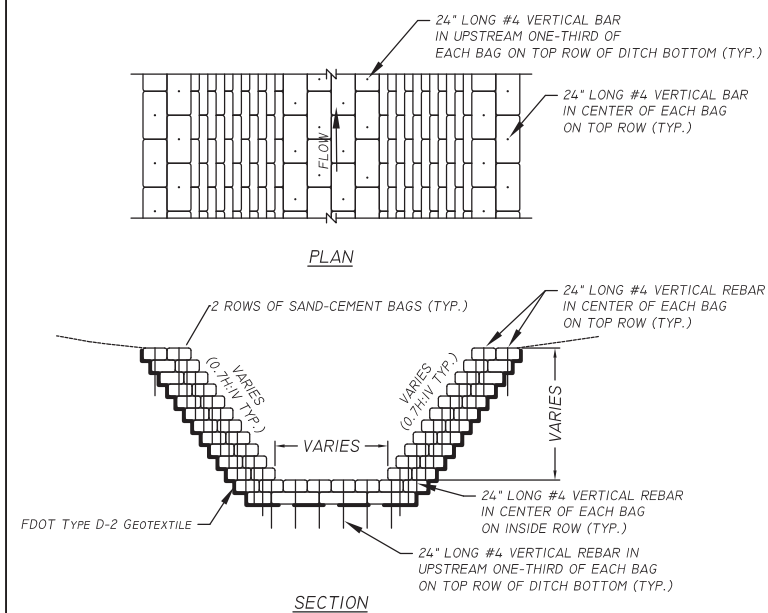 24" LONG #4 VERTICAL BAR
IN UPSTREAM ONE-THIRD OF
EACH BAG ON TOP ROW OF DITCH BOTTOM (TYP.)
24" LONG #4 VERTICAL BAR
IN CENTER OF EACH BAG
ON TOP ROW (TYP.)
FLOW
PLAN
24" LONG #4 VERTICAL REBAR
IN CENTER OF EACH BAG
ON TOP ROW (TYP.)
2 ROWS OF SAND-CEMENT BAGS (TYP.)
VARIES
(0.7H:1V TYP.)
VARIES
(0.7H:1V TYP.)
VARIES
VARIES
24" LONG #4 VERTICAL REBAR
IN CENTER OF EACH BAG
ON INSIDE ROW (TYP.)
FDOT TYPE D-2 GEOTEXTILE
24" LONG #4 VERTICAL REBAR IN
UPSTREAM ONE-THIRD OF EACH BAG
ON TOP ROW OF DITCH BOTTOM (TYP.)
SECTION